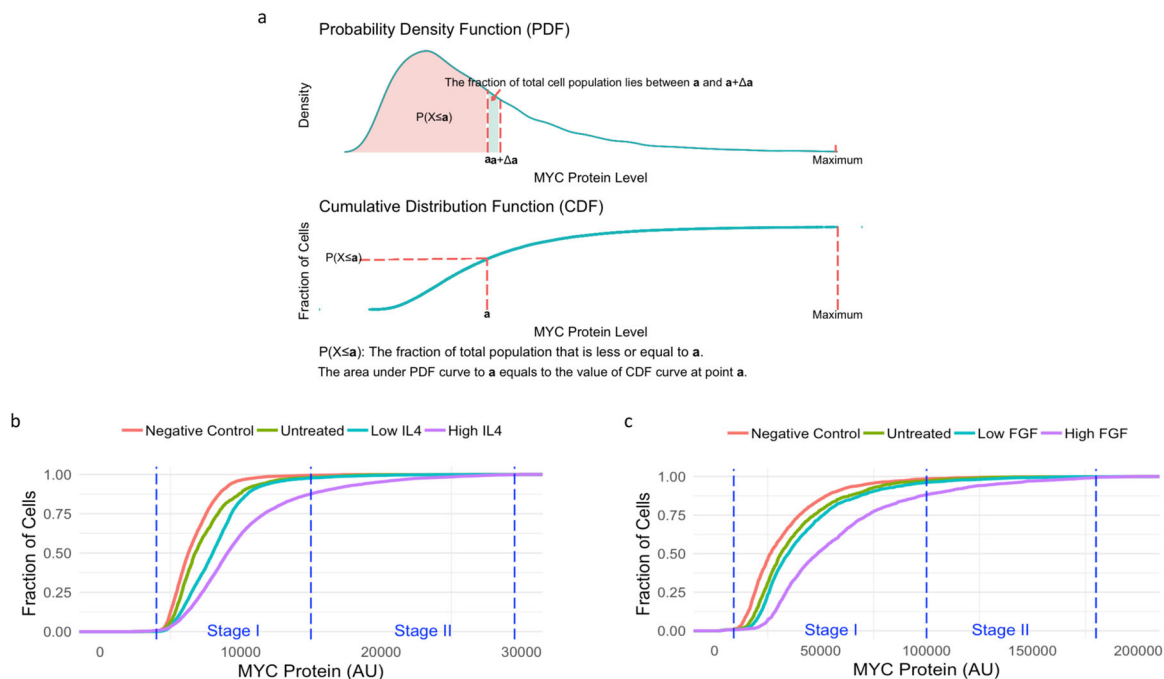 a
Probability Density Function (PDF)
The fraction of total cell population lies between a and a+Δa
Density
P(X≤a)
a a+Δa
Maximum
MYC Protein Level
Cumulative Distribution Function (CDF)
Fraction of Cells
P(X≤a)
a
Maximum
MYC Protein Level
P(X≤a): The fraction of total population that is less or equal to a.
The area under PDF curve to a equals to the value of CDF curve at point a.
b
Negative Control Untreated Low IL4 High IL4
Fraction of Cells
1.00
0.75
0.50
0.25
0.00
Stage I Stage II
0 10000 20000 30000
MYC Protein (AU)
c
Negative Control Untreated Low FGF High FGF
Fraction of Cells
1.00
0.75
0.50
0.25
0.00
Stage I Stage II
0 50000 100000 150000 200000
MYC Protein (AU)